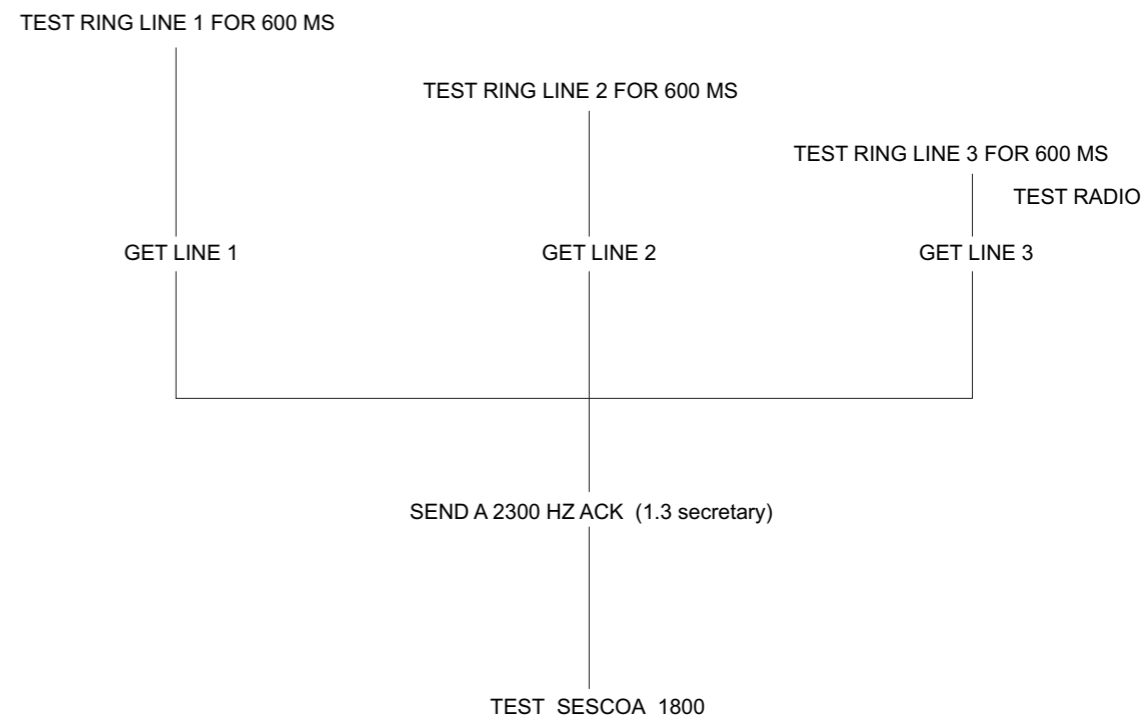 TEST RING LINE 1 FOR 600 MS
TEST RING LINE 2 FOR 600 MS
TEST RING LINE 3 FOR 600 MS
TEST RADIO
GET LINE 1
GET LINE 2
GET LINE 3
SEND A 2300 HZ ACK (1.3 secretary)
TEST SESCOA 1800